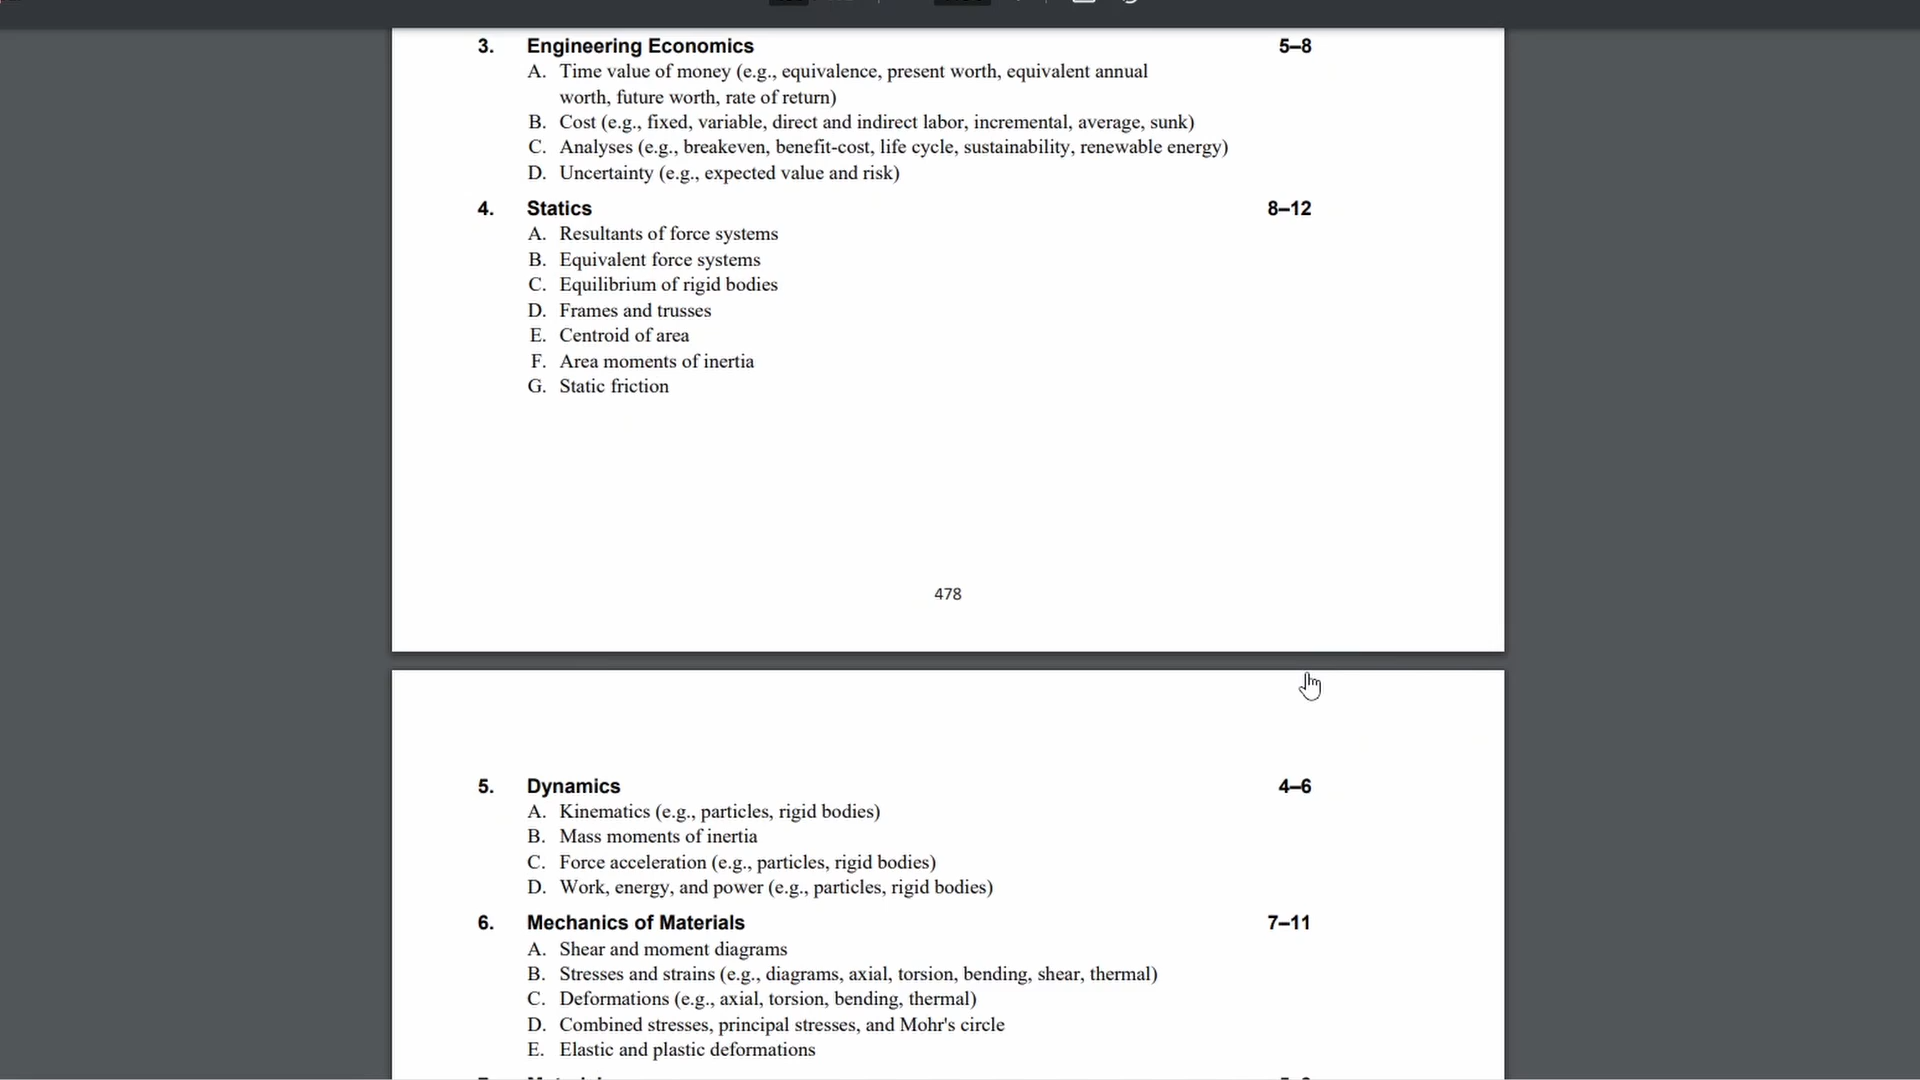 3. Engineering Economics 5–8
A. Time value of money (e.g., equivalence, present worth, equivalent annual
worth, future worth, rate of return)
B. Cost (e.g., fixed, variable, direct and indirect labor, incremental, average, sunk)
C. Analyses (e.g., breakeven, benefit-cost, life cycle, sustainability, renewable energy)
D. Uncertainty (e.g., expected value and risk)
4. Statics 8–12
A. Resultants of force systems
B. Equivalent force systems
C. Equilibrium of rigid bodies
D. Frames and trusses
E. Centroid of area
F. Area moments of inertia
G. Static friction
478
5. Dynamics 4–6
A. Kinematics (e.g., particles, rigid bodies)
B. Mass moments of inertia
C. Force acceleration (e.g., particles, rigid bodies)
D. Work, energy, and power (e.g., particles, rigid bodies)
6. Mechanics of Materials 7–11
A. Shear and moment diagrams
B. Stresses and strains (e.g., diagrams, axial, torsion, bending, shear, thermal)
C. Deformations (e.g., axial, torsion, bending, thermal)
D. Combined stresses, principal stresses, and Mohr's circle
E. Elastic and plastic deformations